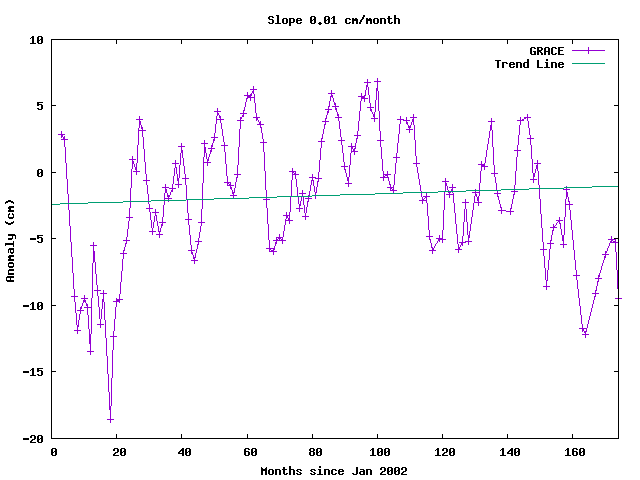 Slope 0.01 cm/month
GRACE
Trend Line
10
5
0
-5
-10
-15
-20
Anomaly (cm)
0 20 40 60 80 100 120 140 160
Months since Jan 2002